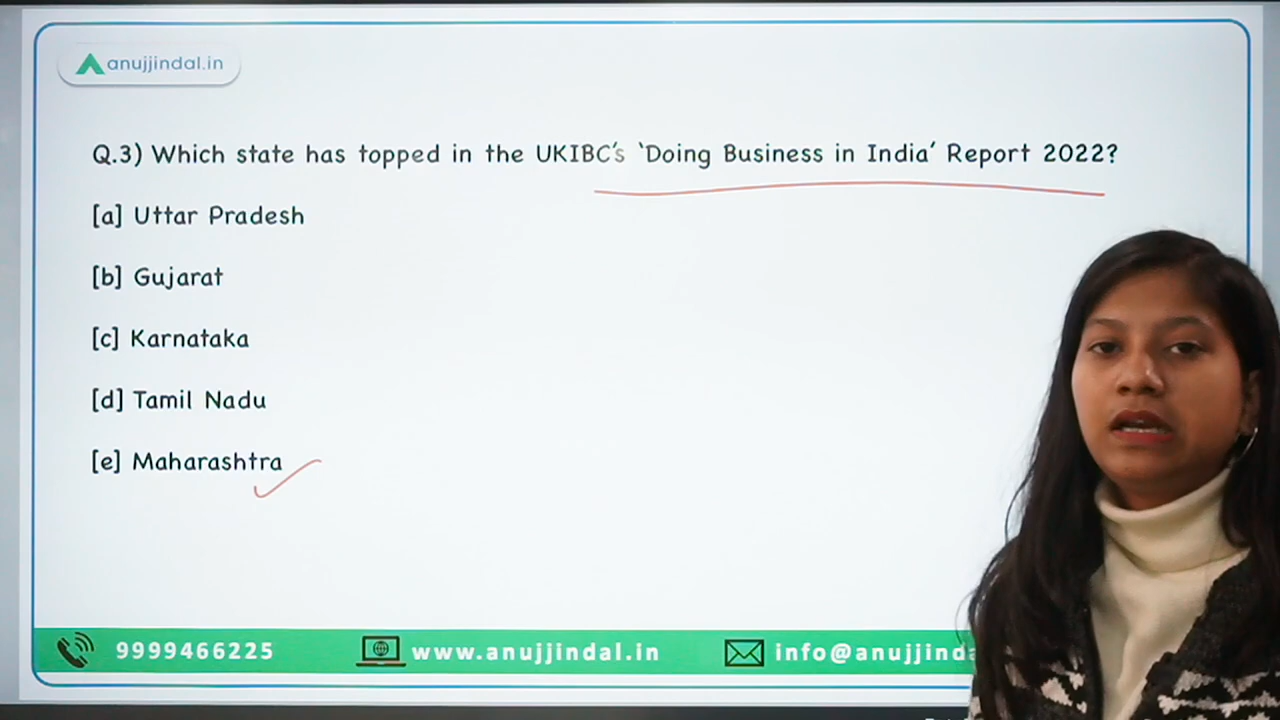 anujjindal.in
Q.3) Which state has topped in the UKIBC's 'Doing Business in India' Report 2022?
[a] Uttar Pradesh
[b] Gujarat
[c] Karnataka
[d] Tamil Nadu
[e] Maharashtra
9999466225 www.anujjindal.in info@anujjinda